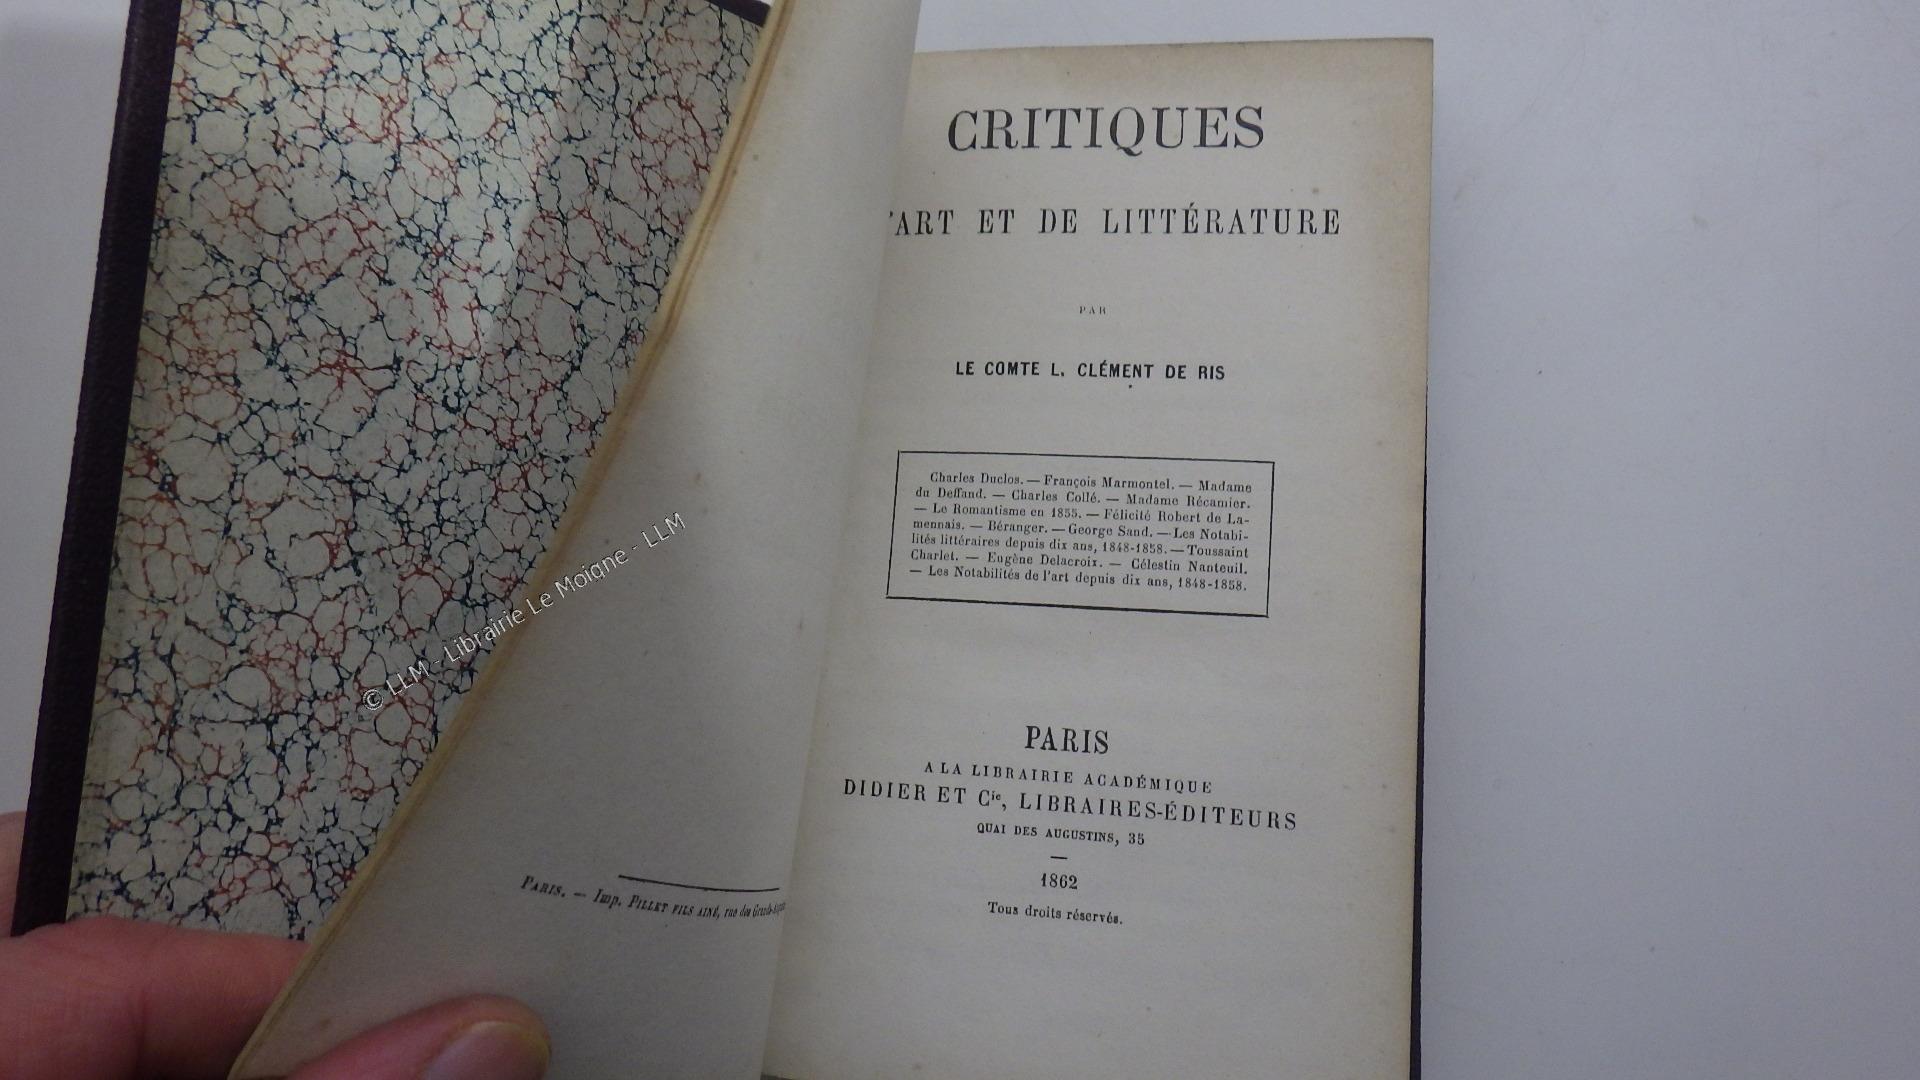 CRITIQUES
'ART ET DE LITTÉRATURE
PAR
LE COMTE L. CLÉMENT DE RIS
Charles Duclos. — François Marmontel. — Madame
du Deffand. — Charles Collé. — Madame Récamier.
— Le Romantisme en 1855. — Félicité Robert de La-
mennais. — Béranger. — George Sand. — Les Notabi-
lités littéraires depuis dix ans, 1848-1858. — Toussaint
Charlet. — Eugène Delacroix. — Célestin Nanteuil.
— Les Notabilités de l'art depuis dix ans, 1848-1858.
PARIS
A LA LIBRAIRIE ACADÉMIQUE
DIDIER ET Cie, LIBRAIRES-ÉDITEURS
QUAI DES AUGUSTINS, 35
1862
Tous droits réservés.
PARIS. — Imp. PILLET FILS AINÉ, rue des Grands-
© LLM - Librairie Le Moigne - LLM